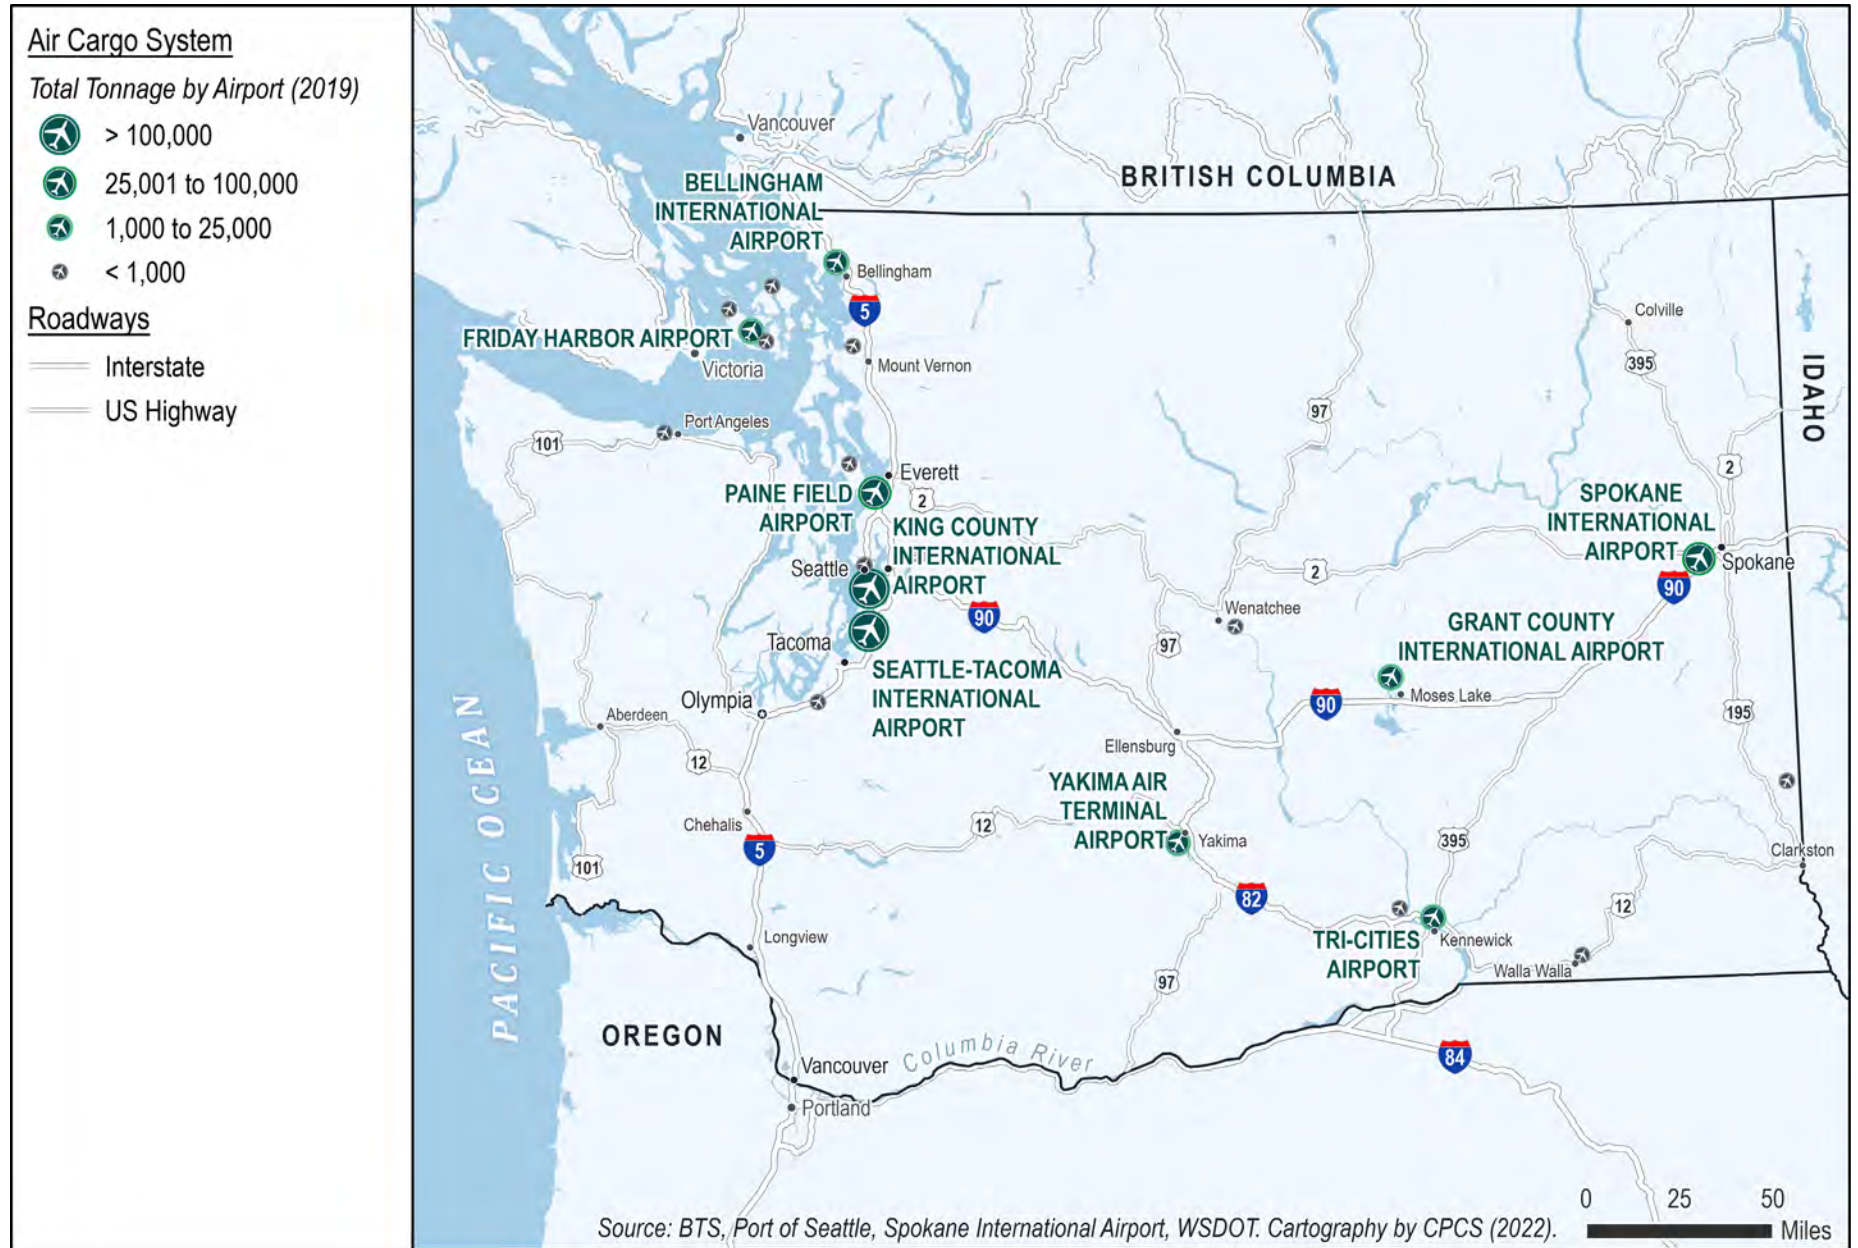 Air Cargo System
Total Tonnage by Airport (2019)
> 100,000
25,001 to 100,000
1,000 to 25,000
< 1,000
Roadways
Interstate
US Highway
Vancouver
BRITISH COLUMBIA
BELLINGHAM
INTERNATIONAL
AIRPORT
Bellingham
5
Colville
FRIDAY HARBOR AIRPORT
Victoria
Mount Vernon
395
IDAHO
97
Port Angeles
101
Everett
2
2
PAINE FIELD
AIRPORT
KING COUNTY
INTERNATIONAL
AIRPORT
SPOKANE
INTERNATIONAL
AIRPORT
Seattle
Spokane
2
90
90
Wenatchee
GRANT COUNTY
INTERNATIONAL AIRPORT
Tacoma
97
SEATTLE-TACOMA
INTERNATIONAL
AIRPORT
Olympia
Moses Lake
90
195
Aberdeen
PACIFIC OCEAN
Ellensburg
12
YAKIMA AIR
TERMINAL
AIRPORT
Chehalis
12
Yakima
395
5
Clarkston
101
82
12
Longview
TRI-CITIES
AIRPORT
Kennewick
Walla Walla
97
OREGON
Columbia River
84
Vancouver
Portland
0 25 50
Miles
Source: BTS, Port of Seattle, Spokane International Airport, WSDOT. Cartography by CPCS (2022).